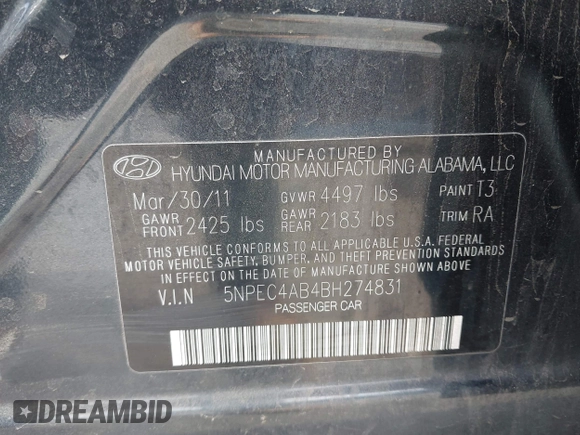 MANUFACTURED BY
HYUNDAI MOTOR MANUFACTURING ALABAMA, LLC
Mar/30/11 GVWR 4497 lbs PAINT T3
GAWR FRONT 2425 lbs GAWR REAR 2183 lbs TRIM RA
THIS VEHICLE CONFORMS TO ALL APPLICABLE U.S.A. FEDERAL
MOTOR VEHICLE SAFETY, BUMPER, AND THEFT PREVENTION STANDARDS
IN EFFECT ON THE DATE OF MANUFACTURE SHOWN ABOVE.
V.I.N 5NPEC4AB4BH274831
PASSENGER CAR
DREAMBID